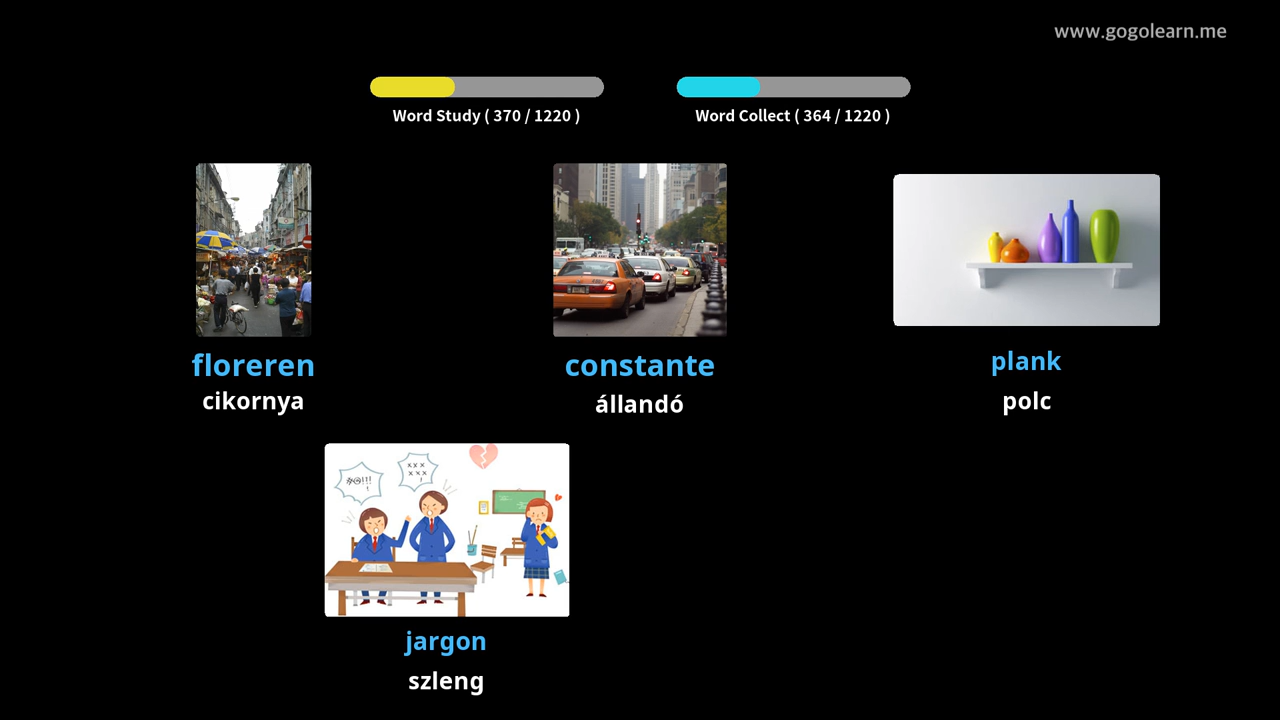 www.gogolearn.me
Word Study ( 370 / 1220 )
Word Collect ( 364 / 1220 )
floreren
cikornya
constante
állandó
plank
polc
#@!!!
!
x x x
x x x
!
jargon
szleng